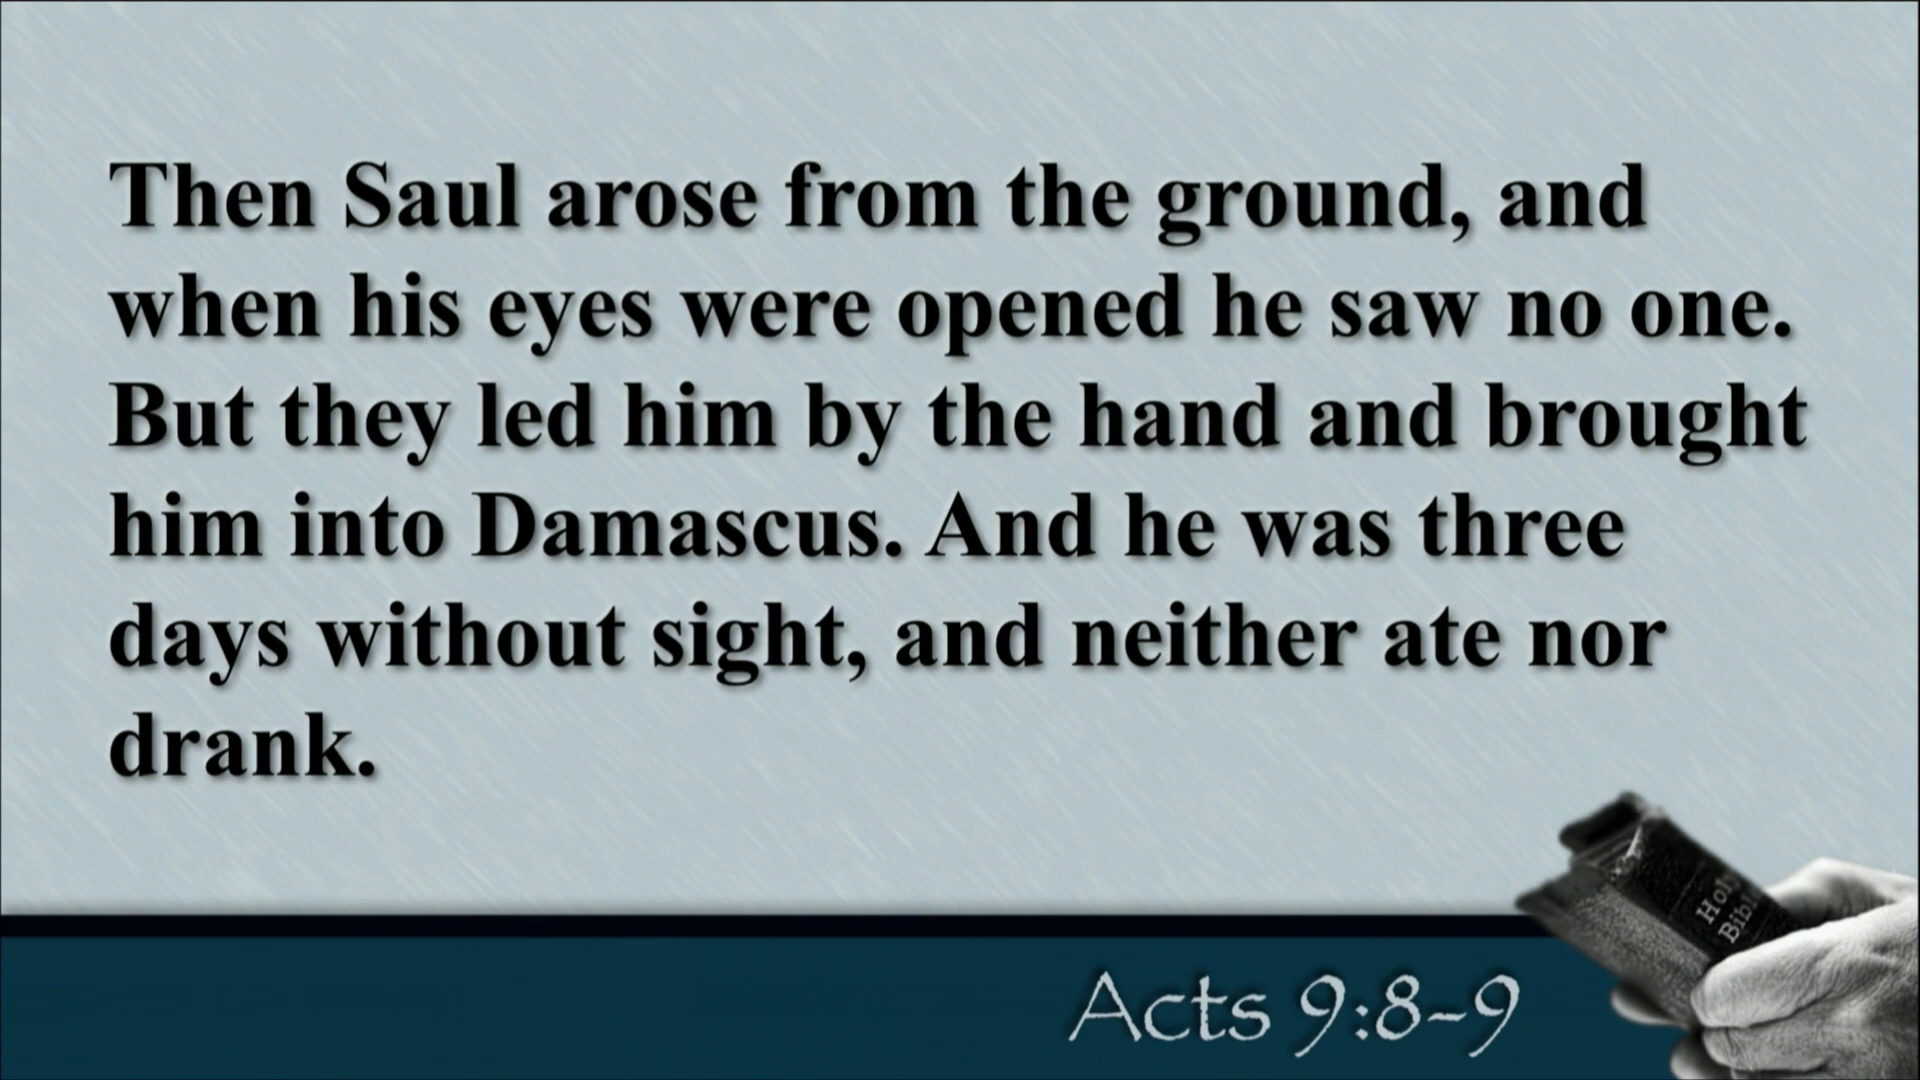 Then Saul arose from the ground, and
when his eyes were opened he saw no one.
But they led him by the hand and brought
him into Damascus. And he was three
days without sight, and neither ate nor
drank.
Holy
Bible
Acts 9:8-9